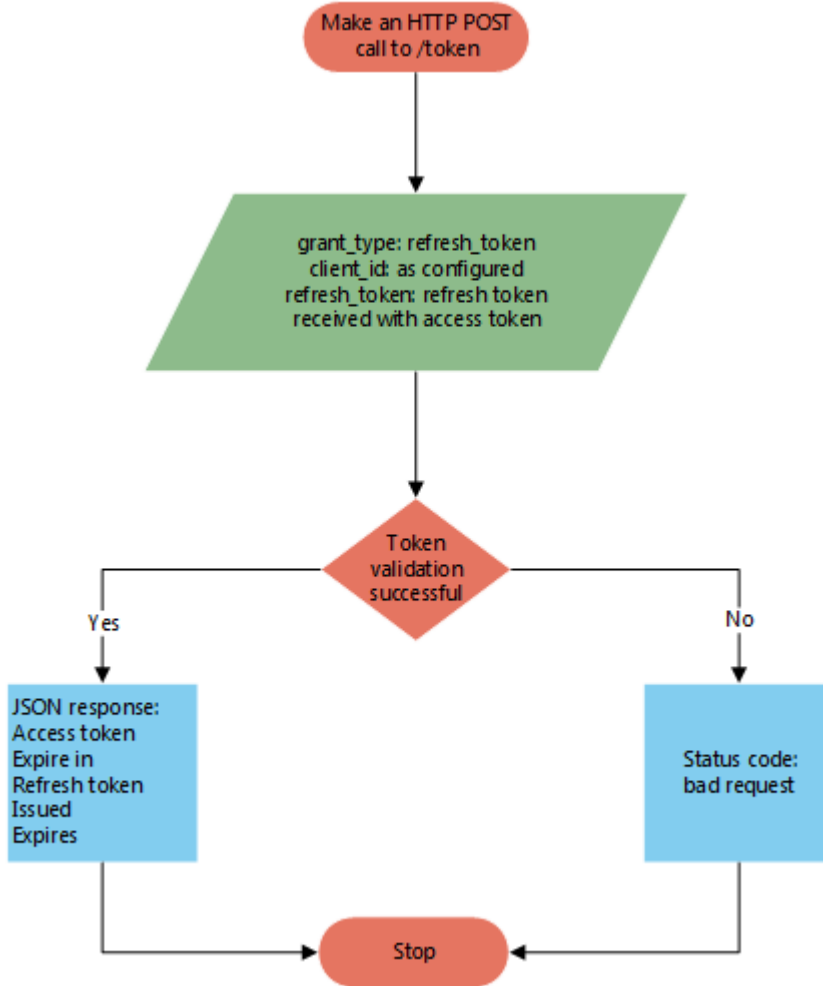 Make an HTTP POST
call to /token
grant_type: refresh_token
client_id: as configured
refresh_token: refresh token
received with access token
Token
validation
successful
Yes
No
JSON response:
Access token
Expire in
Refresh token
Issued
Expires
Status code:
bad request
Stop